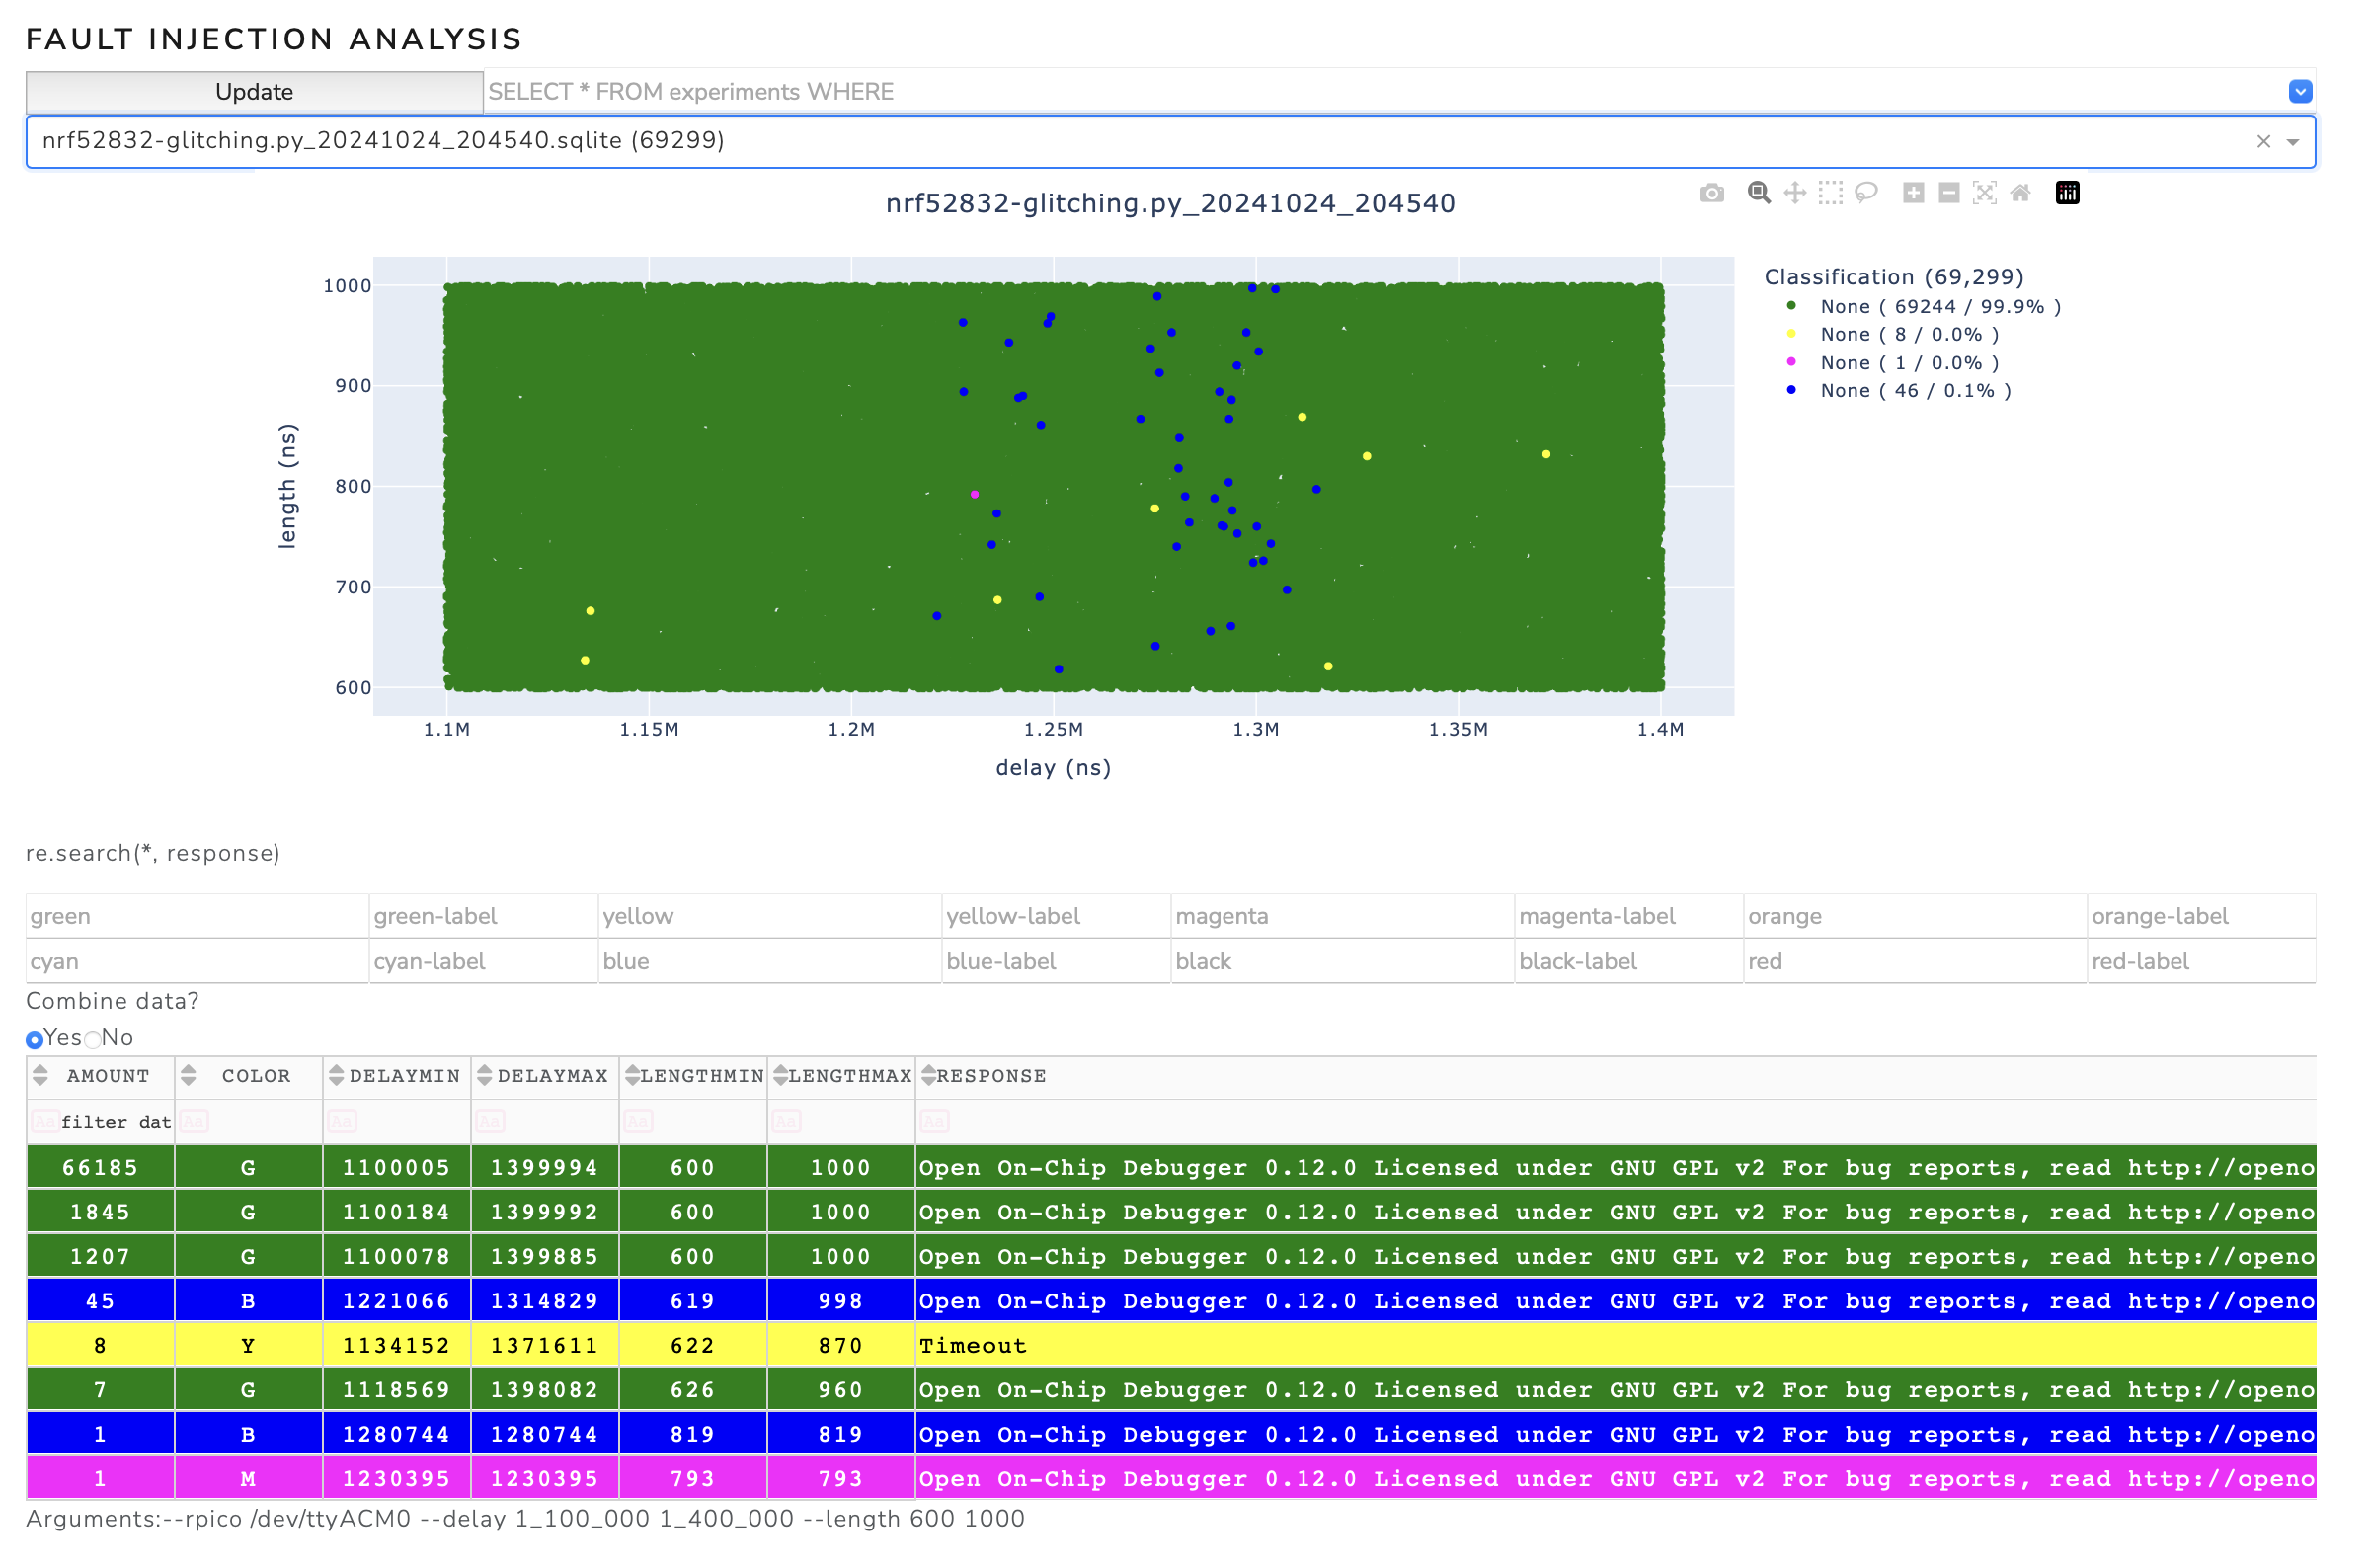 FAULT INJECTION ANALYSIS
Update SELECT * FROM experiments WHERE
nrf52832-glitching.py_20241024_204540.sqlite (69299)
nrf52832-glitching.py_20241024_204540
Classification (69,299)
None ( 69244 / 99.9% )
None ( 8 / 0.0% )
None ( 1 / 0.0% )
None ( 46 / 0.1% )
length (ns)
1000
900
800
700
600
1.1M 1.15M 1.2M 1.25M 1.3M 1.35M 1.4M
delay (ns)
re.search(*, response)
green green-label yellow yellow-label magenta magenta-label orange orange-label
cyan cyan-label blue blue-label black black-label red red-label
Combine data?
Yes No
AMOUNT COLOR DELAYMIN DELAYMAX LENGTHMIN LENGTHMAX RESPONSE
Aa filter dat Aa Aa Aa Aa Aa Aa
66185 G 1100005 1399994 600 1000 Open On-Chip Debugger 0.12.0 Licensed under GNU GPL v2 For bug reports, read http://openo
1845 G 1100184 1399992 600 1000 Open On-Chip Debugger 0.12.0 Licensed under GNU GPL v2 For bug reports, read http://openo
1207 G 1100078 1399885 600 1000 Open On-Chip Debugger 0.12.0 Licensed under GNU GPL v2 For bug reports, read http://openo
45 B 1221066 1314829 619 998 Open On-Chip Debugger 0.12.0 Licensed under GNU GPL v2 For bug reports, read http://openo
8 Y 1134152 1371611 622 870 Timeout
7 G 1118569 1398082 626 960 Open On-Chip Debugger 0.12.0 Licensed under GNU GPL v2 For bug reports, read http://openo
1 B 1280744 1280744 819 819 Open On-Chip Debugger 0.12.0 Licensed under GNU GPL v2 For bug reports, read http://openo
1 M 1230395 1230395 793 793 Open On-Chip Debugger 0.12.0 Licensed under GNU GPL v2 For bug reports, read http://openo
Arguments:--rpico /dev/ttyACM0 --delay 1_100_000 1_400_000 --length 600 1000